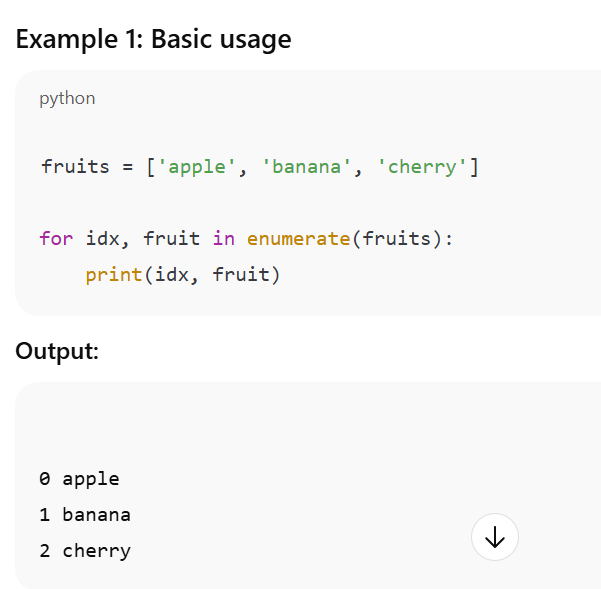 Example 1: Basic usage
python
fruits = ['apple', 'banana', 'cherry']
for idx, fruit in enumerate(fruits):
    print(idx, fruit)
Output:
0 apple
1 banana
2 cherry